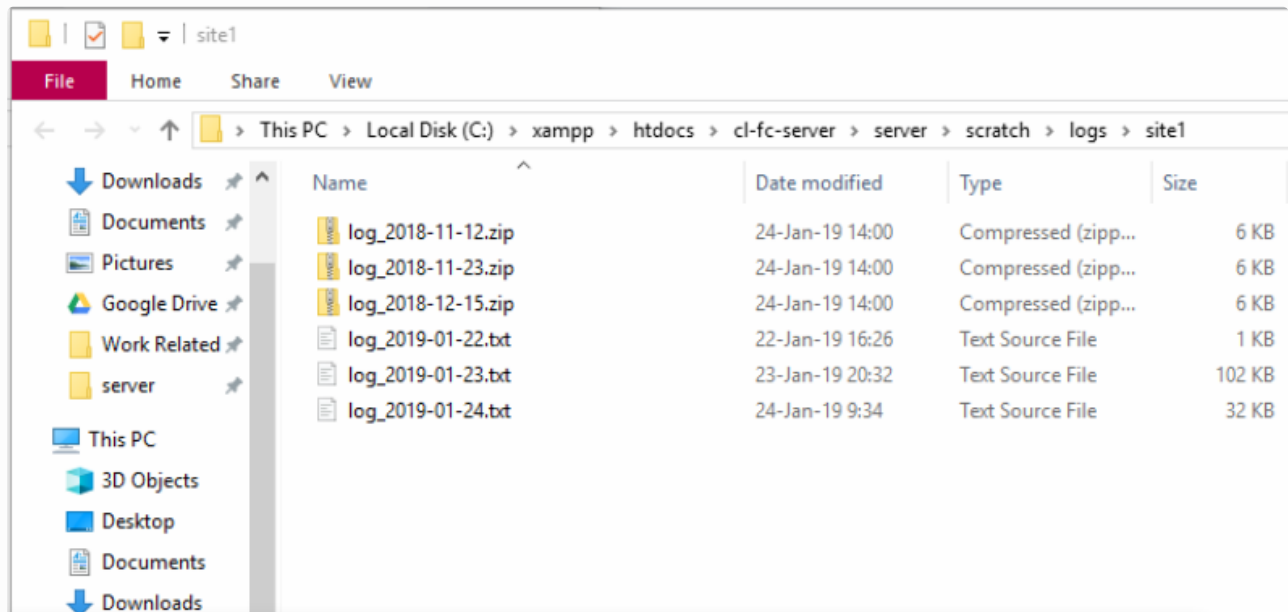 site1
File Home Share View
This PC > Local Disk (C:) > xampp > htdocs > cl-fc-server > server > scratch > logs > site1
Downloads
Documents
Pictures
Google Drive
Work Related
server
This PC
3D Objects
Desktop
Documents
Downloads
Name Date modified Type Size
log_2018-11-12.zip 24-Jan-19 14:00 Compressed (zipp... 6 KB
log_2018-11-23.zip 24-Jan-19 14:00 Compressed (zipp... 6 KB
log_2018-12-15.zip 24-Jan-19 14:00 Compressed (zipp... 6 KB
log_2019-01-22.txt 22-Jan-19 16:26 Text Source File 1 KB
log_2019-01-23.txt 23-Jan-19 20:32 Text Source File 102 KB
log_2019-01-24.txt 24-Jan-19 9:34 Text Source File 32 KB